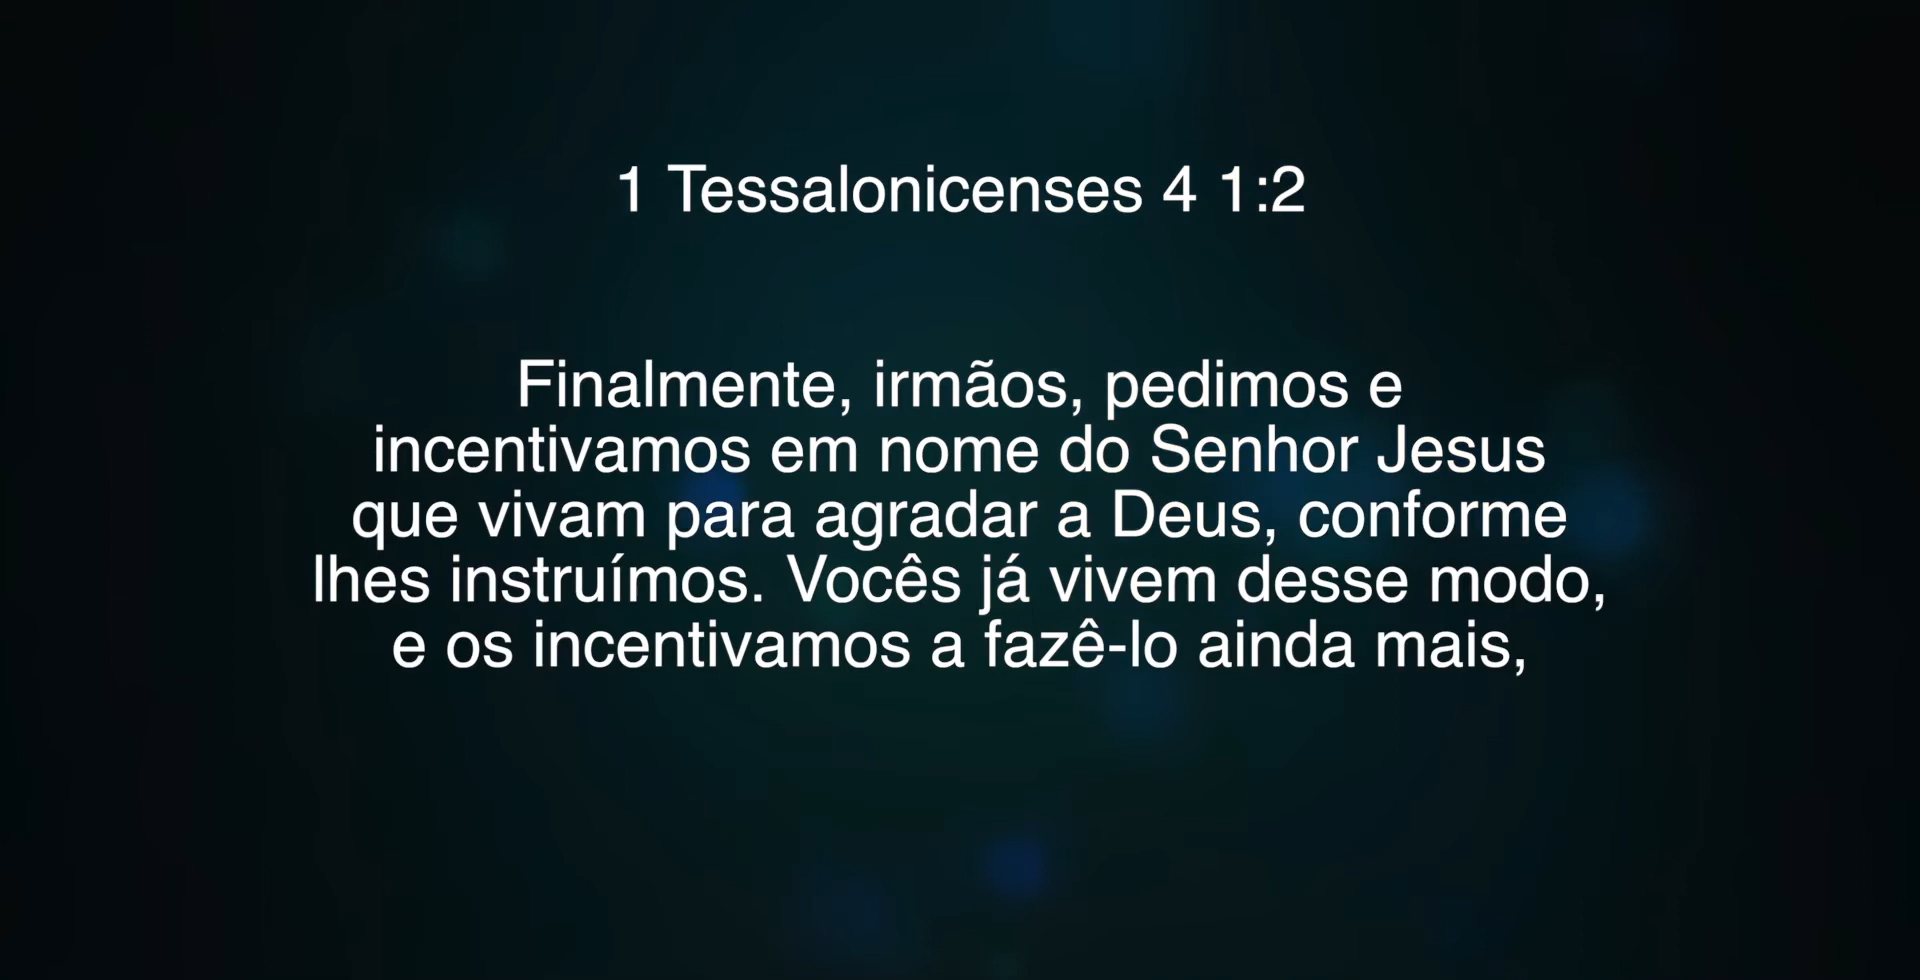 1 Tessalonicenses 4 1:2
Finalmente, irmãos, pedimos e
incentivamos em nome do Senhor Jesus
que vivam para agradar a Deus, conforme
lhes instruímos. Vocês já vivem desse modo,
e os incentivamos a fazê-lo ainda mais,